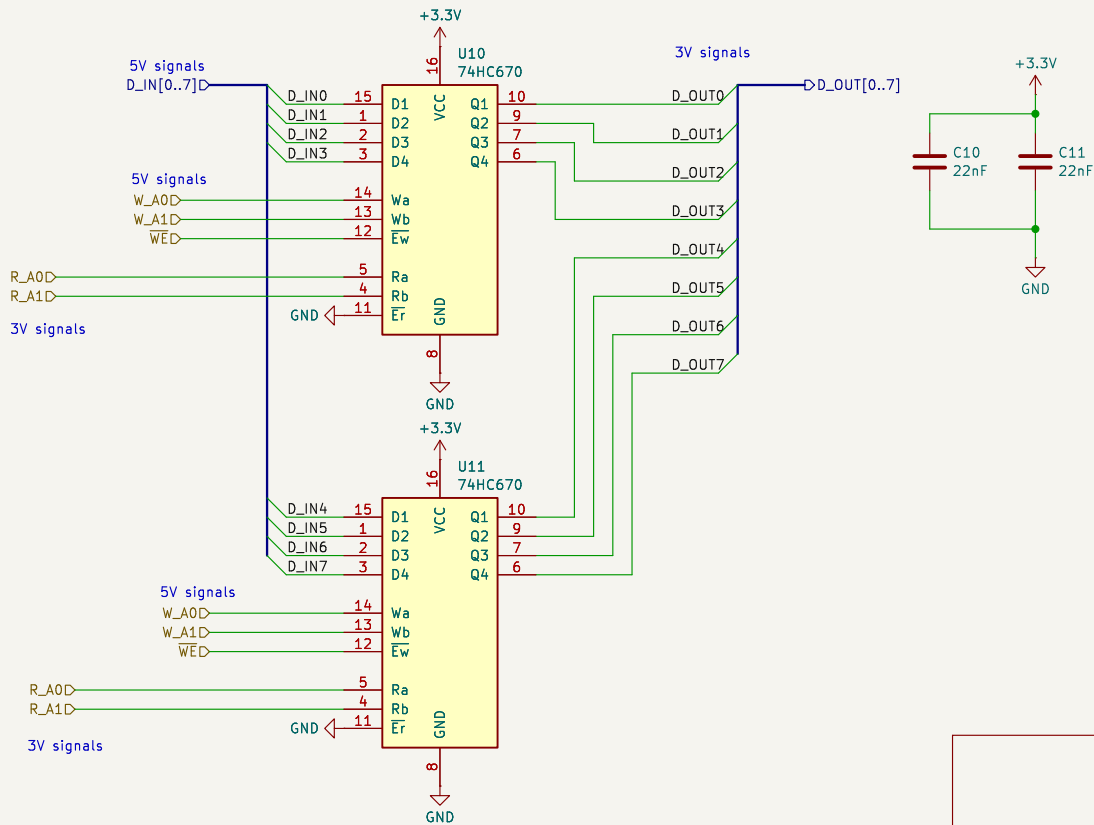 +3.3V
5V signals
D_IN[0..7]
U10
74HC670
3V signals
D_OUT[0..7]
+3.3V
16
VCC
D_IN0
15
D1
Q1
10
D_OUT0
D_IN1
1
D2
Q2
9
D_OUT1
D_IN2
2
D3
Q3
7
D_OUT2
D_IN3
3
D4
Q4
6
D_OUT3
C10
22nF
C11
22nF
5V signals
W_A0
14
Wa
W_A1
13
Wb
WE
12
Ew
D_OUT4
R_A0
5
Ra
D_OUT5
R_A1
4
Rb
GND
11
Er
GND
D_OUT6
3V signals
GND
8
GND
D_OUT7
+3.3V
U11
74HC670
16
VCC
D_IN4
15
D1
Q1
10
D_IN5
1
D2
Q2
9
D_IN6
2
D3
Q3
7
D_IN7
3
D4
Q4
6
5V signals
W_A0
14
Wa
W_A1
13
Wb
WE
12
Ew
R_A0
5
Ra
R_A1
4
Rb
GND
11
Er
GND
3V signals
8
GND